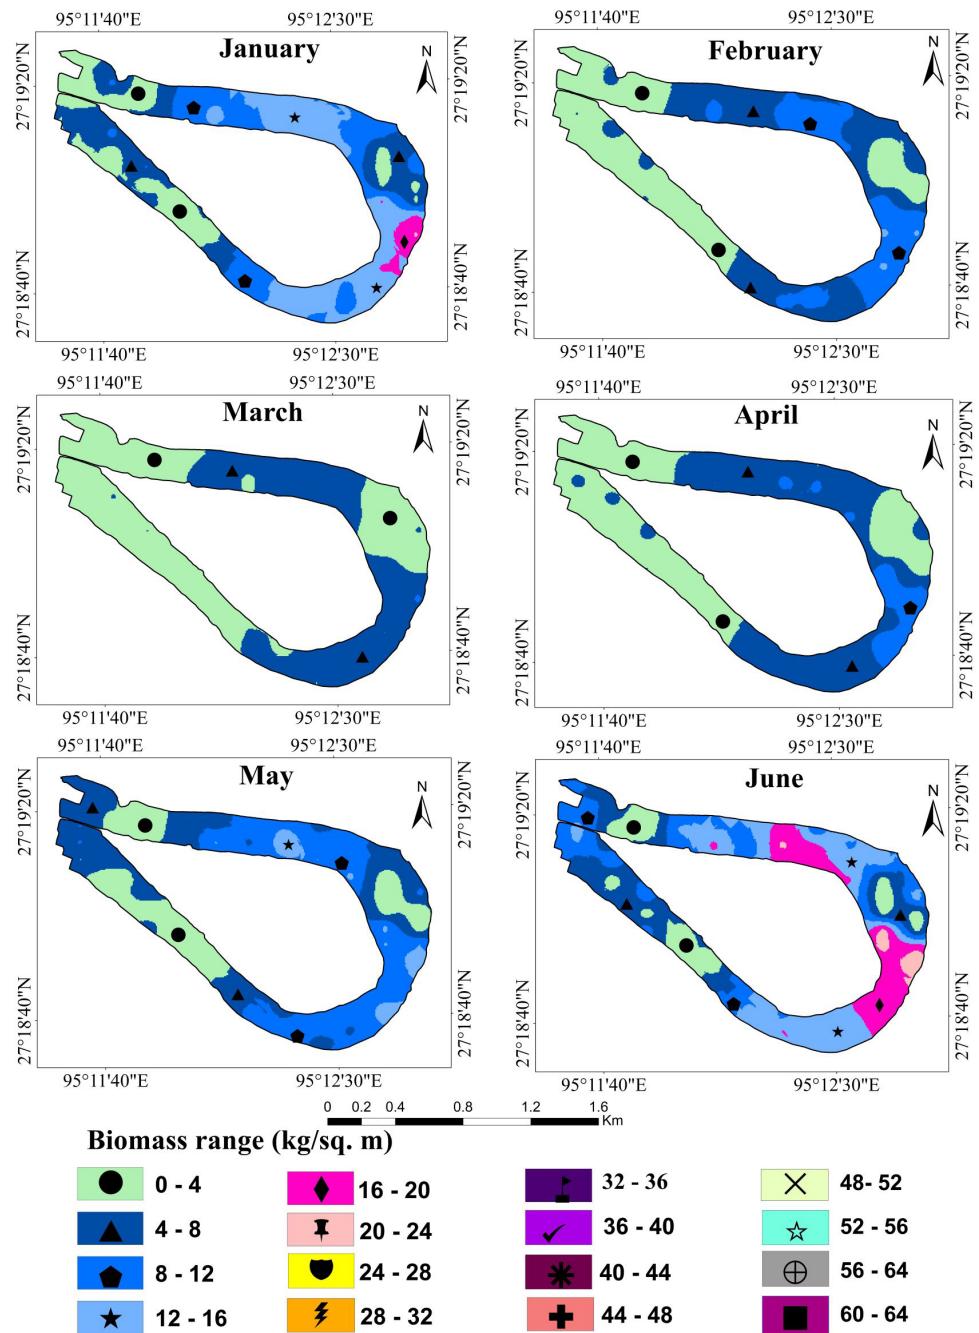 95°11'40"E 95°12'30"E
January
N
27°19'20"N 27°19'20"N
27°18'40"N 27°18'40"N
95°11'40"E 95°12'30"E
95°11'40"E 95°12'30"E
February
N
27°19'20"N 27°19'20"N
27°18'40"N 27°18'40"N
95°11'40"E 95°12'30"E
95°11'40"E 95°12'30"E
March
N
27°19'20"N 27°19'20"N
27°18'40"N 27°18'40"N
95°11'40"E 95°12'30"E
95°11'40"E 95°12'30"E
April
N
27°19'20"N 27°19'20"N
27°18'40"N 27°18'40"N
95°11'40"E 95°12'30"E
95°11'40"E 95°12'30"E
May
N
27°19'20"N 27°19'20"N
27°18'40"N 27°18'40"N
95°11'40"E 95°12'30"E
95°11'40"E 95°12'30"E
June
N
27°19'20"N 27°19'20"N
27°18'40"N 27°18'40"N
95°11'40"E 95°12'30"E
0 0.2 0.4 0.8 1.2 1.6
Km
Biomass range (kg/sq. m)
0 - 4
4 - 8
8 - 12
12 - 16
16 - 20
20 - 24
24 - 28
28 - 32
32 - 36
36 - 40
40 - 44
44 - 48
48- 52
52 - 56
56 - 64
60 - 64